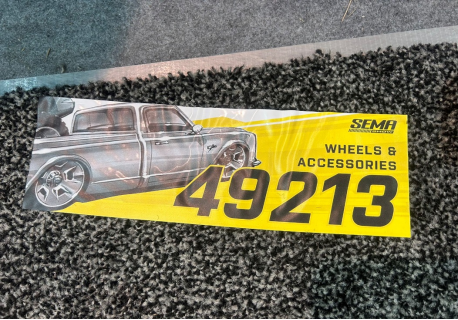 SEMA
WHEELS &
ACCESSORIES
49213